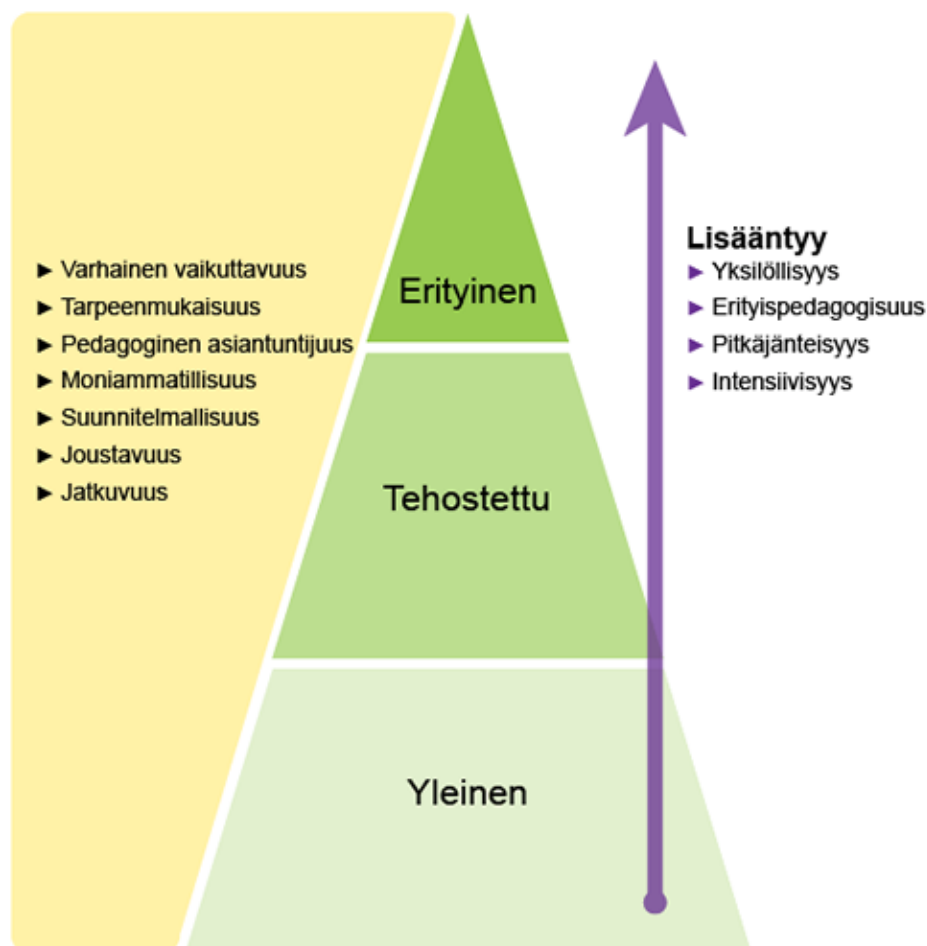 ► Varhainen vaikuttavuus
► Tarpeenmukaisuus
► Pedagoginen asiantuntijuus
► Moniammatillisuus
► Suunnitelmallisuus
► Joustavuus
► Jatkuvuus
Erityinen
Tehostettu
Yleinen
Lisääntyy
► Yksilöllisyys
► Erityispedagogisuus
► Pitkäjänteisyys
► Intensiivisyys